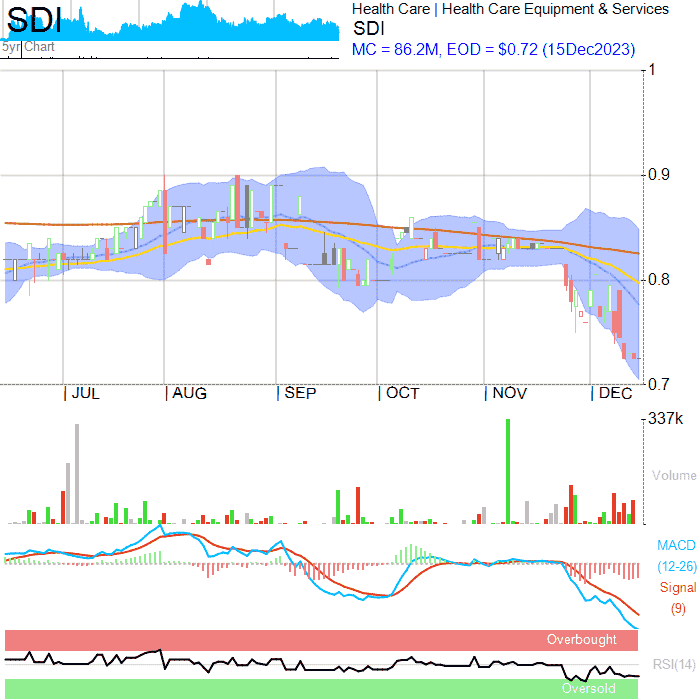 SDI
5yr Chart
Health Care | Health Care Equipment & Services
SDI
MC = 86.2M, EOD = $0.72 (15Dec2023)
1
0.9
0.8
0.7
JUL AUG SEP OCT NOV DEC
337k
Volume
MACD
(12-26)
Signal
(9)
Overbought
RSI(14)
Oversold